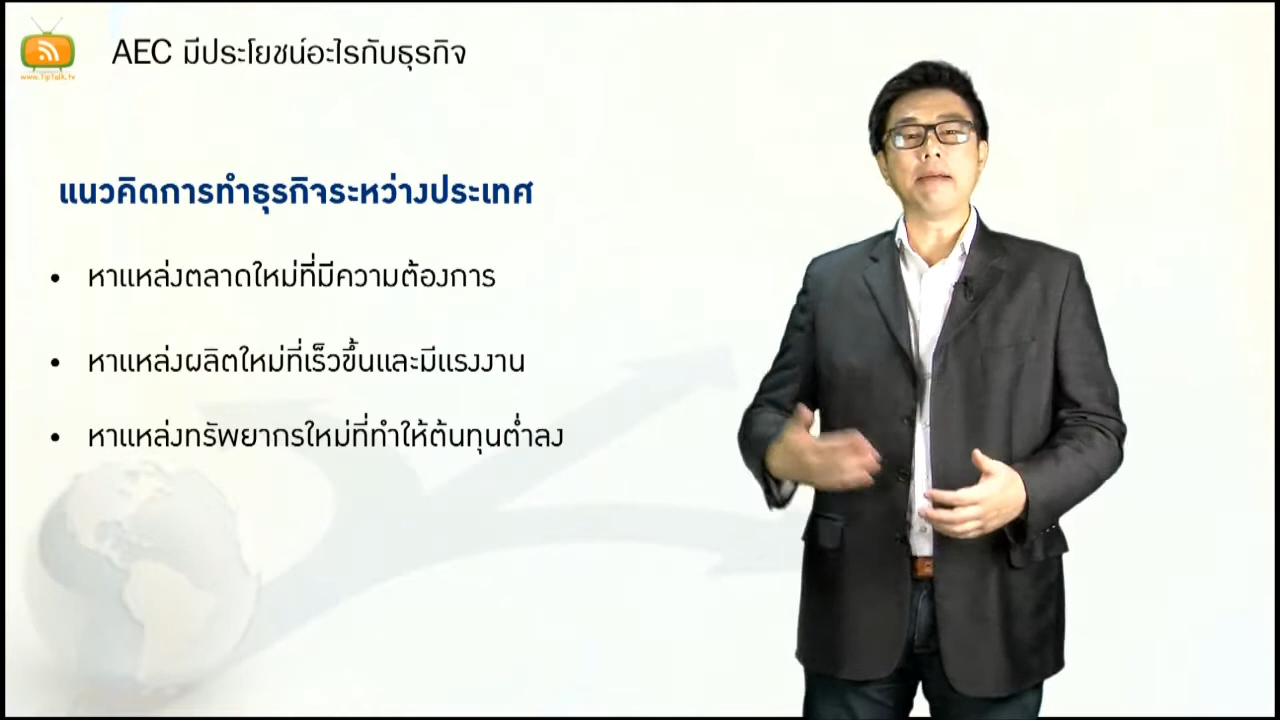 AEC มีประโยชน์อะไรกับธุรกิจ
www.TipTalk.tv
แนวคิดการทำธุรกิจระหว่างประเทศ
• หาแหล่งตลาดใหม่ที่มีความต้องการ
• หาแหล่งผลิตใหม่ที่เร็วขึ้นและมีแรงงาน
• หาแหล่งทรัพยากรใหม่ที่ทำให้ต้นทุนต่ำลง